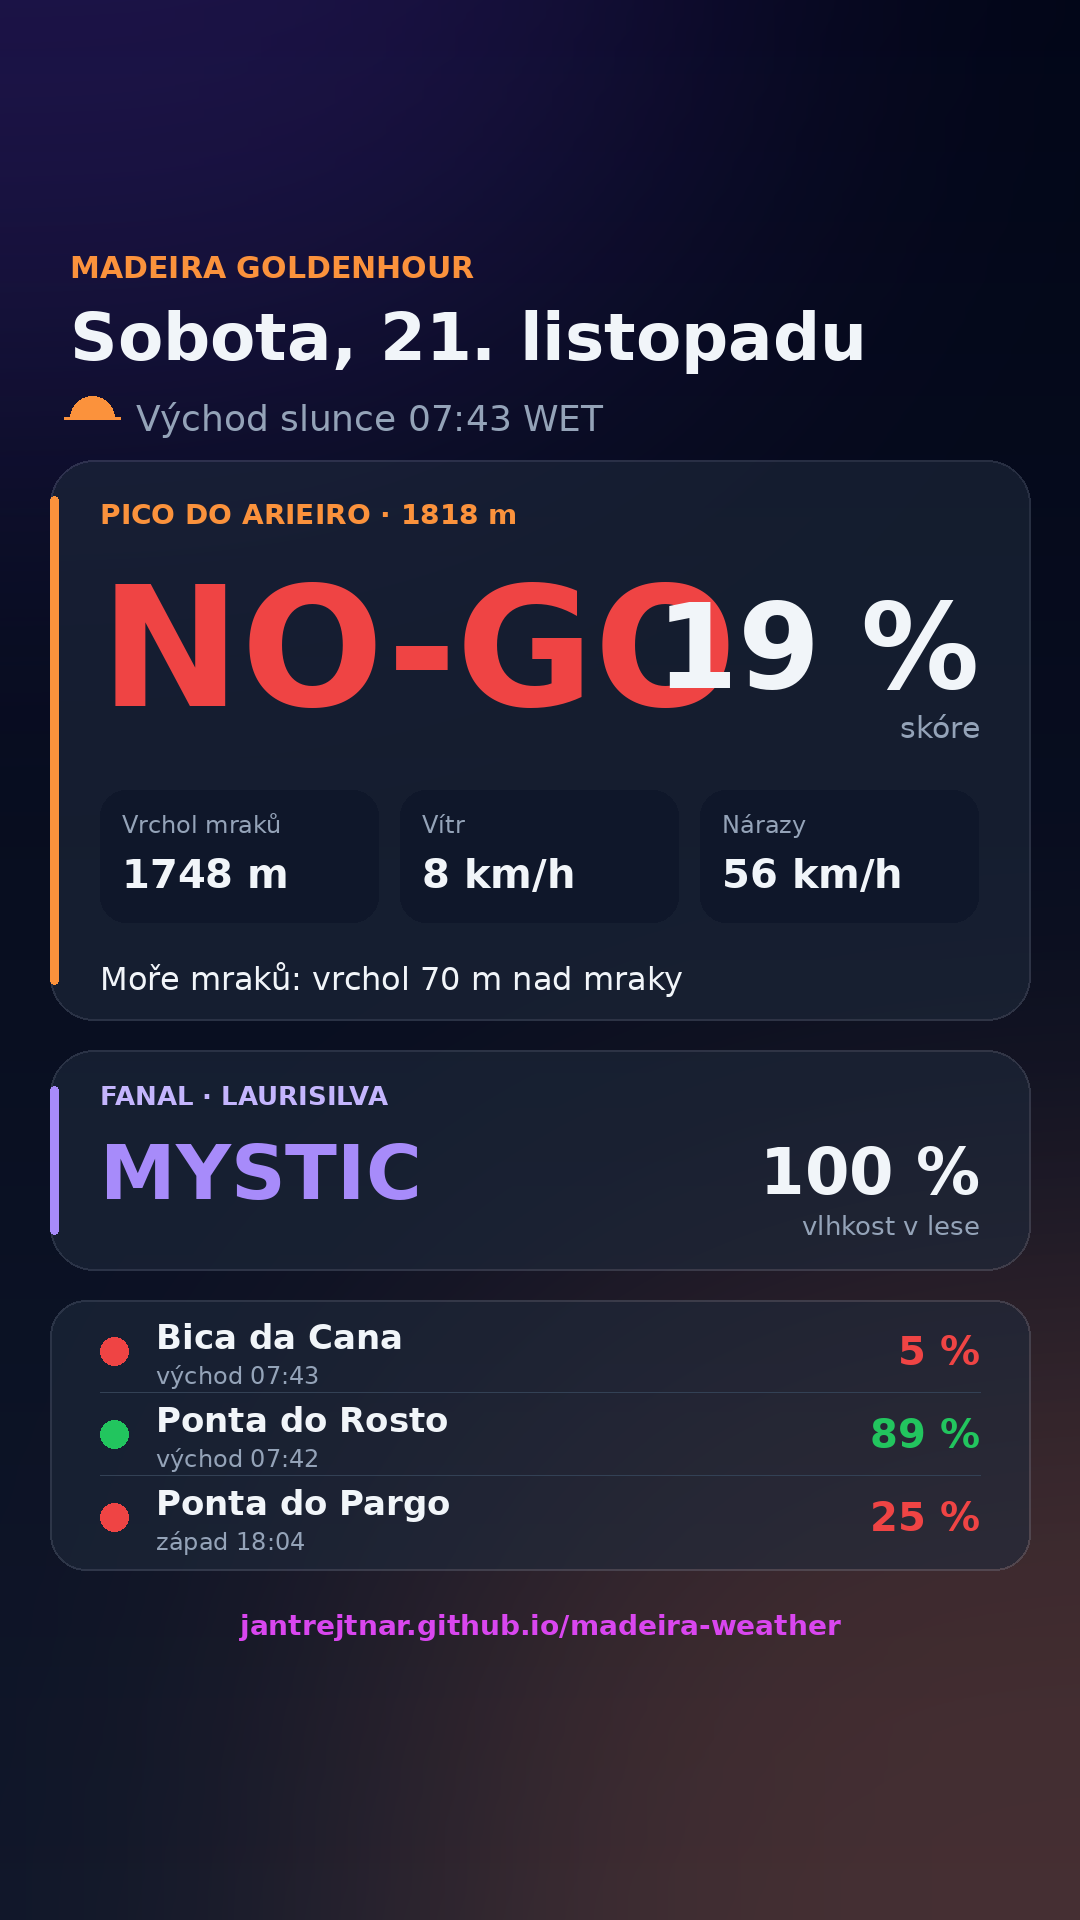 MADEIRA GOLDENHOUR
Sobota, 21. listopadu
Východ slunce 07:43 WET
PICO DO ARIEIRO · 1818 m
NO-GO
19 %
skóre
Vrchol mraků
1748 m
Vítr
8 km/h
Nárazy
56 km/h
Moře mraků: vrchol 70 m nad mraky
FANAL · LAURISILVA
MYSTIC
100 %
vlhkost v lese
Bica da Cana
5 %
východ 07:43
Ponta do Rosto
89 %
východ 07:42
Ponta do Pargo
25 %
západ 18:04
jantrejtnar.github.io/madeira-weather